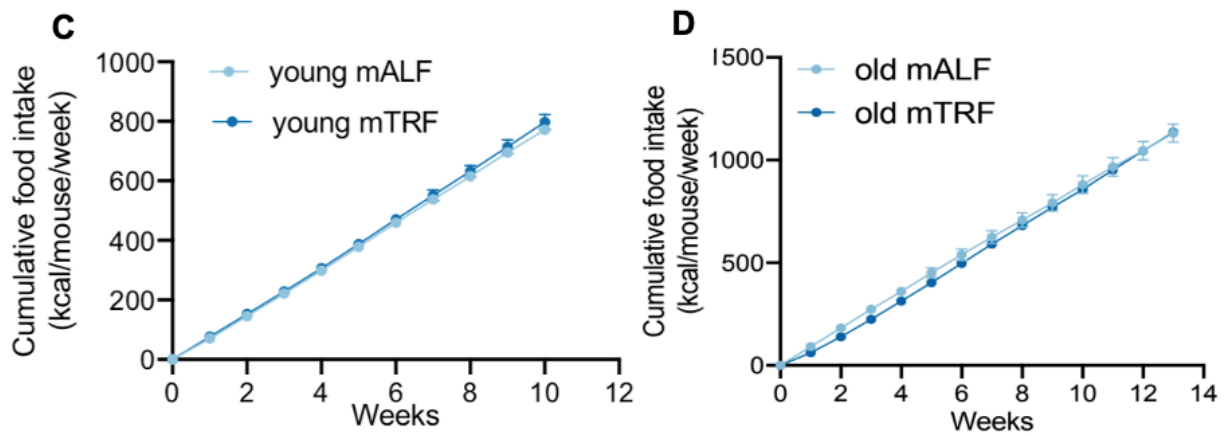 C
young mALF
young mTRF
Cumulative food intake
(kcal/mouse/week)
1000
800
600
400
200
0
0 2 4 6 8 10 12
Weeks
D
old mALF
old mTRF
Cumulative food intake
(kcal/mouse/week)
1500
1000
500
0
0 2 4 6 8 10 12 14
Weeks